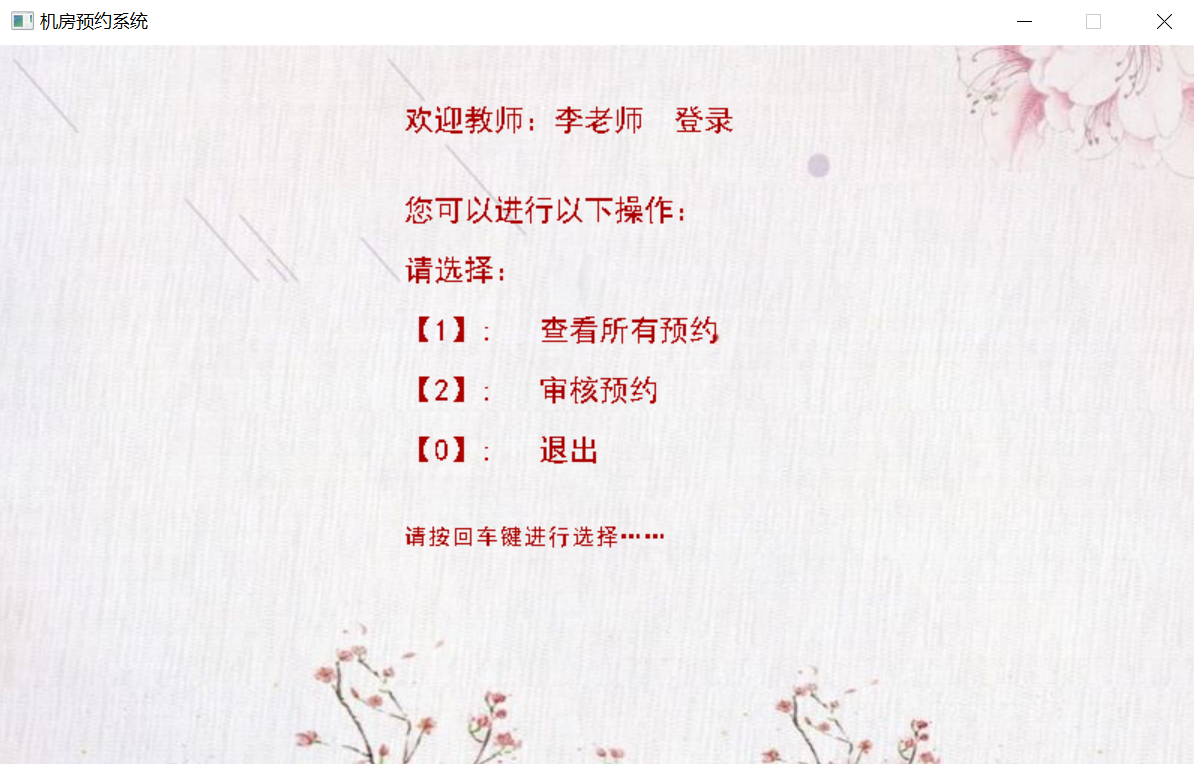 机房预约系统
欢迎教师：李老师　登录
您可以进行以下操作：
请选择：
【1】：　查看所有预约
【2】：　审核预约
【0】：　退出
请按回车键进行选择……